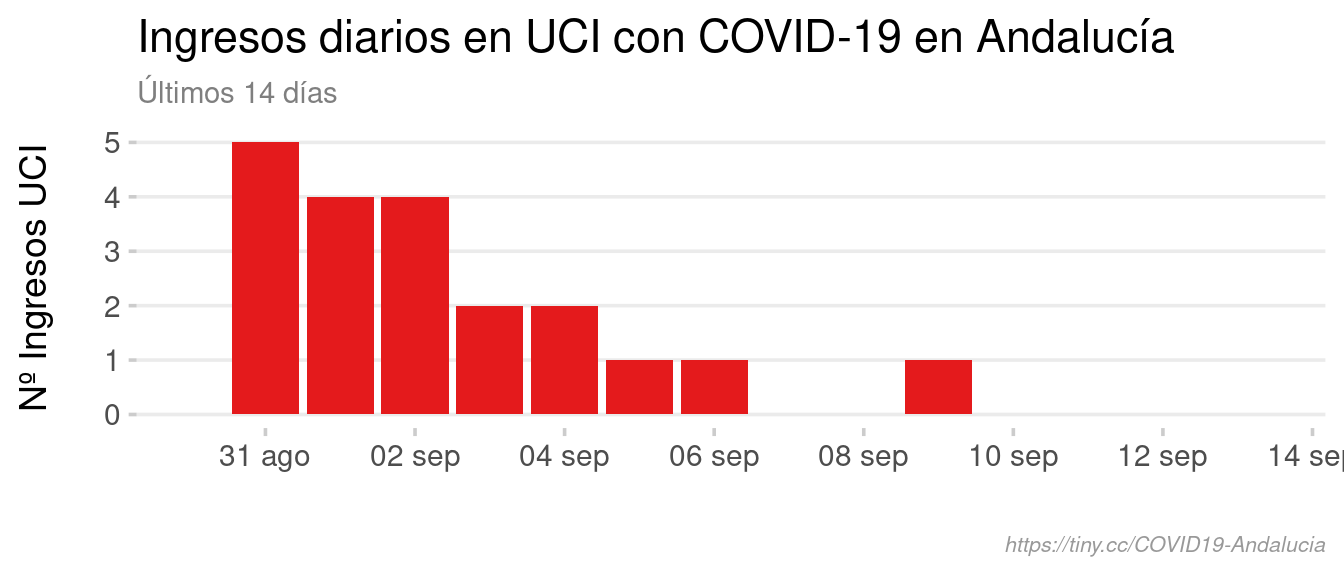 Ingresos diarios en UCI con COVID-19 en Andalucía
Últimos 14 días
Nº Ingresos UCI
5
4
3
2
1
0
31 ago 02 sep 04 sep 06 sep 08 sep 10 sep 12 sep 14 sep
https://tiny.cc/COVID19-Andalucia